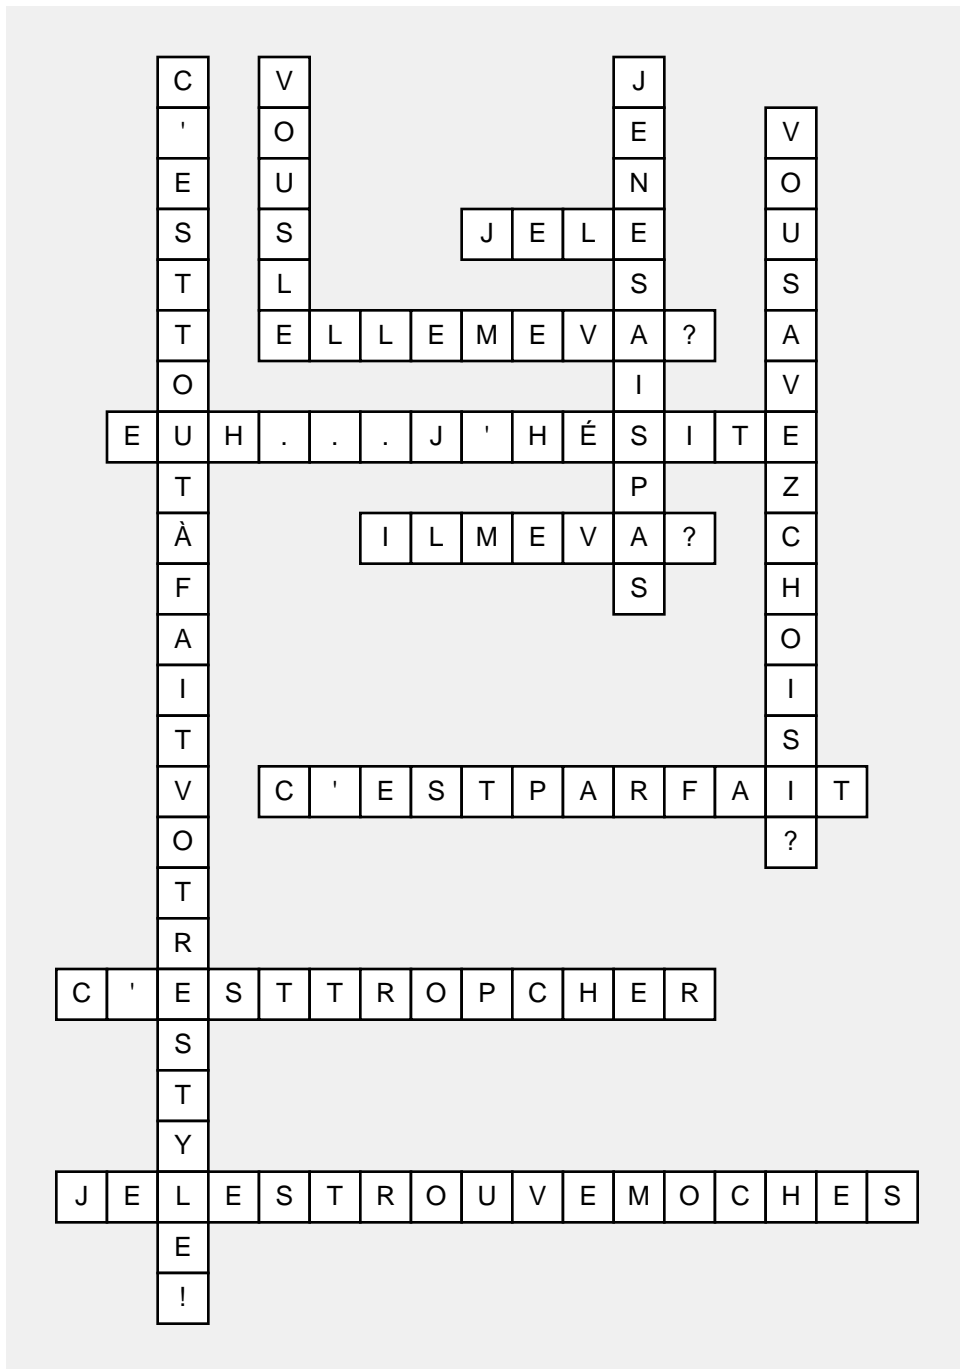 C'ESTTOUTÀFAITVOTRESTYLE!
VOUSLE
JENESAISPAS
VOUSAVEZCHOISI?
JELE
ELLEMEVA?
EUH...J'HÉSITE
ILMEVA?
C'ESTPARFAIT
C'ESTTROPCHER
JELESTROUVEMOCHES